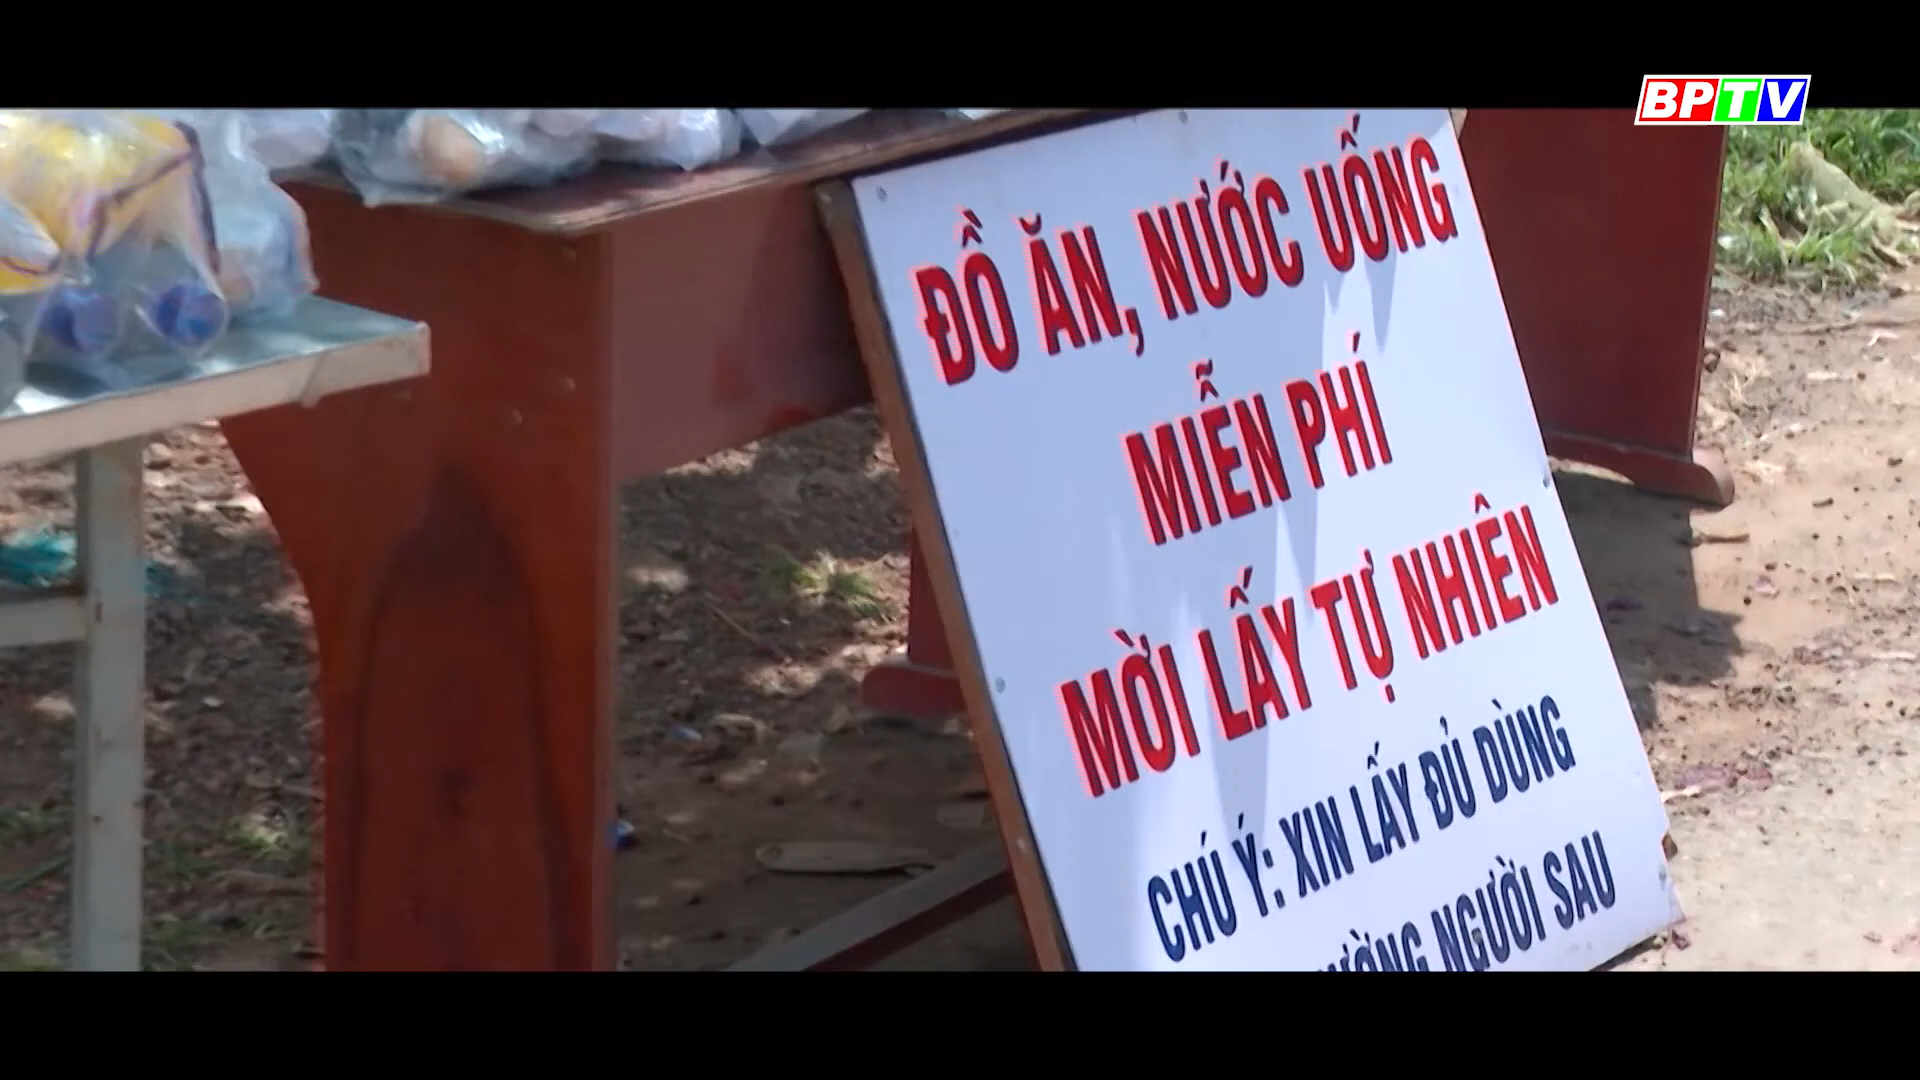 BPTV
ĐỒ ĂN, NƯỚC UỐNG
MIỄN PHÍ
MỜI LẤY TỰ NHIÊN
CHÚ Ý: XIN LẤY ĐỦ DÙNG
NGƯỜI SAU